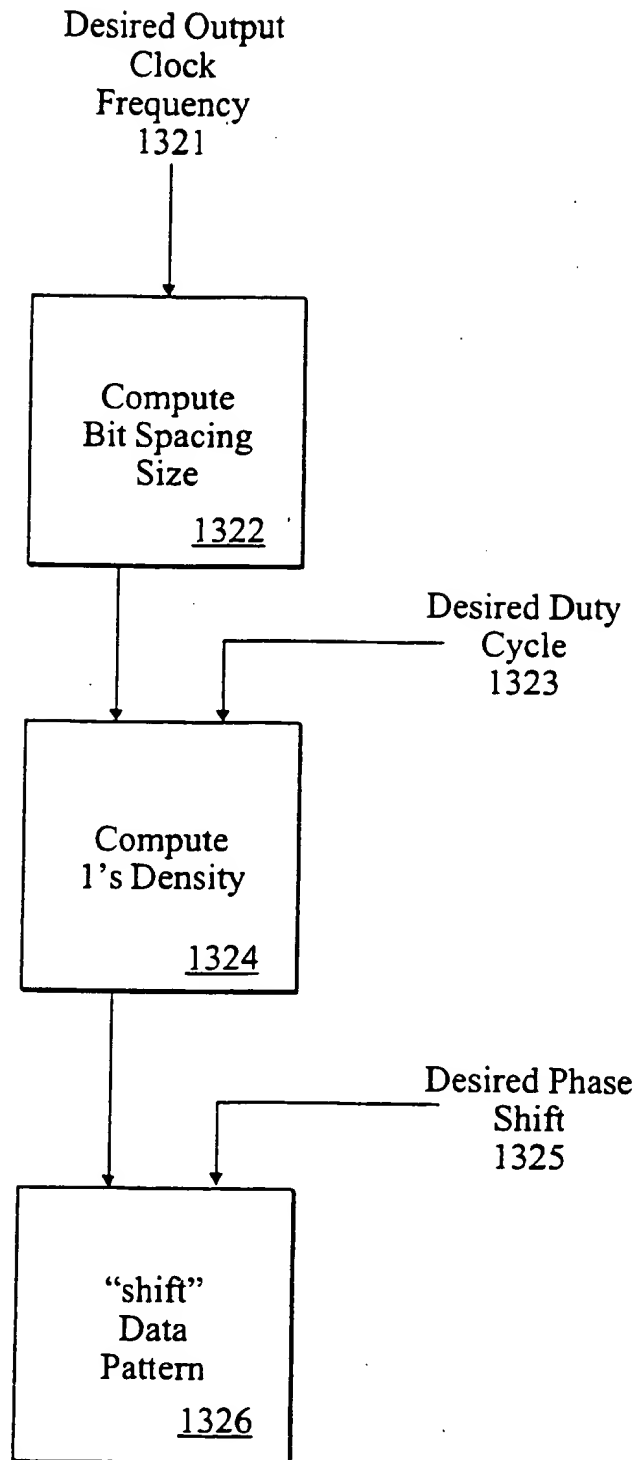 Desired Output
Clock
Frequency
1321
Compute
Bit Spacing
Size
1322
Desired Duty
Cycle
1323
Compute
1's Density
1324
Desired Phase
Shift
1325
“shift”
Data
Pattern
1326